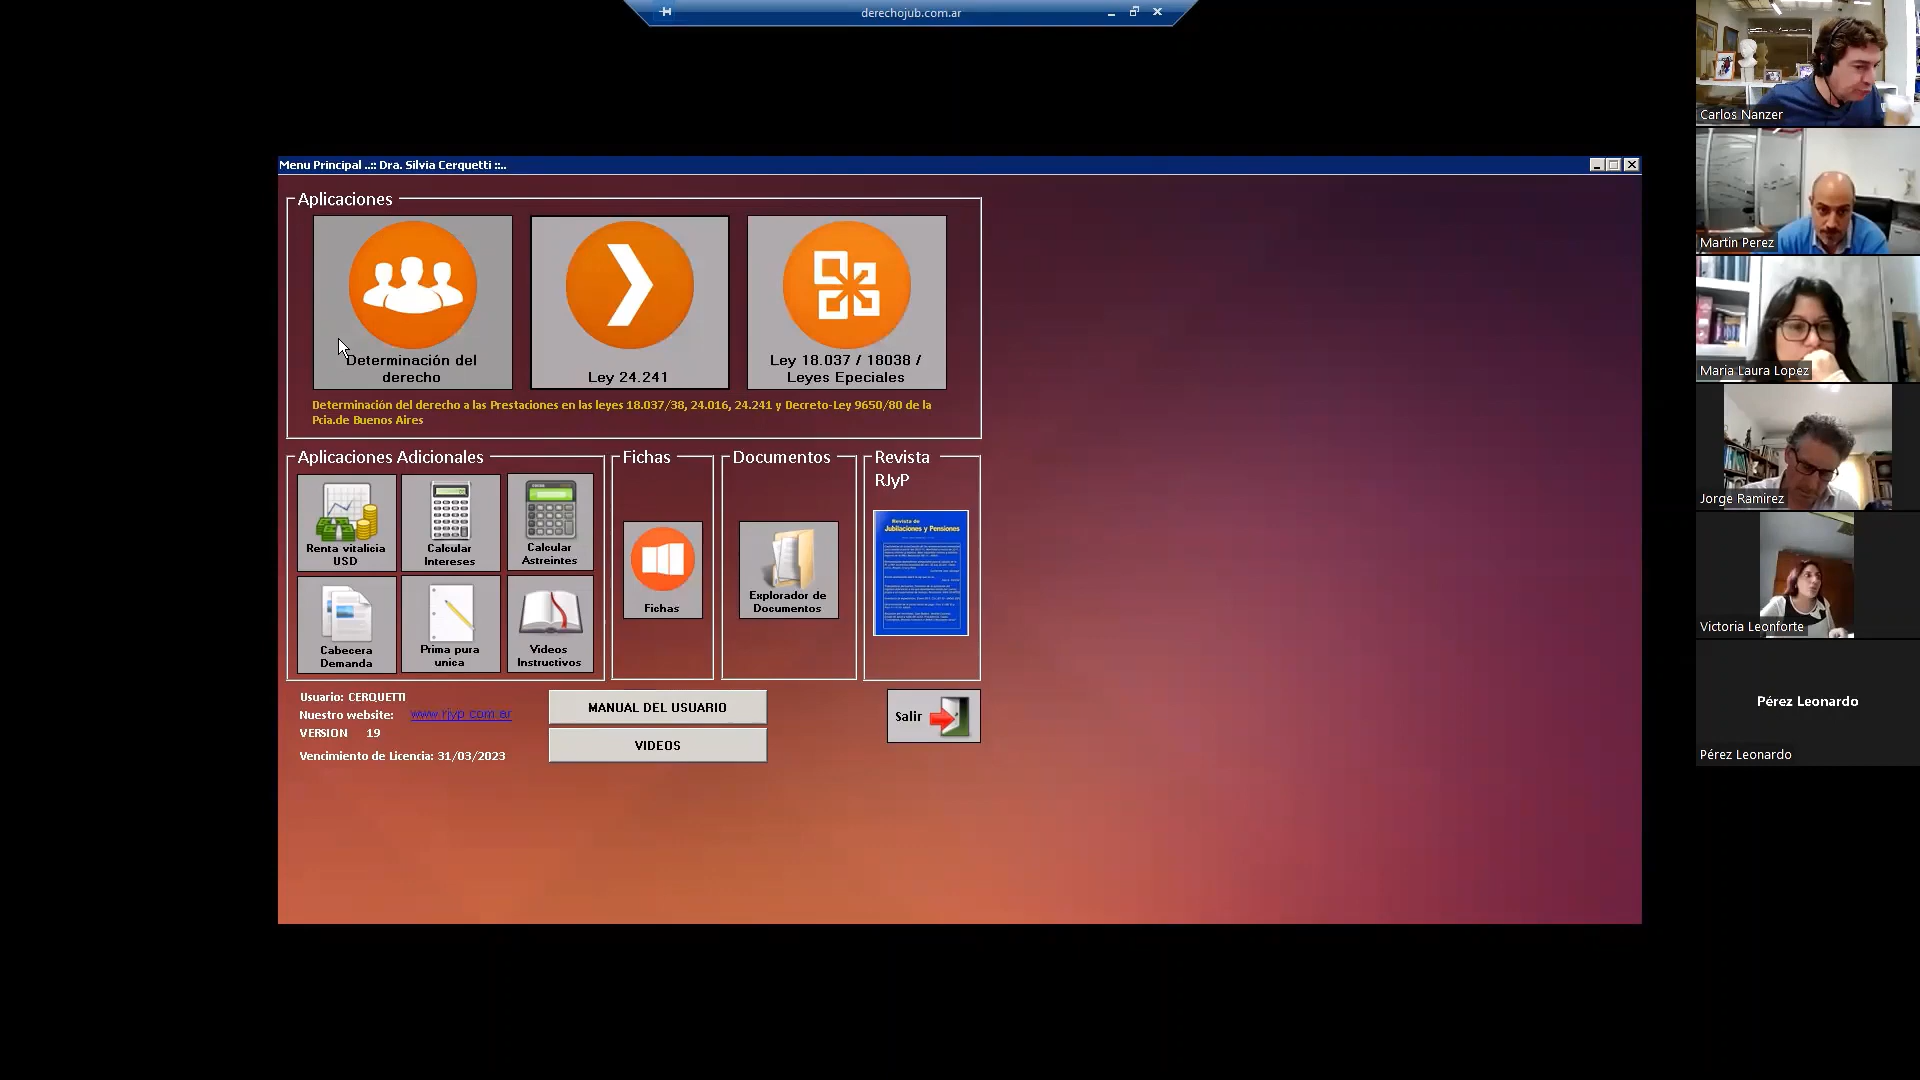 derechojub.com.ar
Menu Principal ..:: Dra. Silvia Cerquetti ::..
Aplicaciones
Determinación del
derecho
Ley 24.241
Ley 18.037 / 18038 /
Leyes Epeciales
Determinación del derecho a las Prestaciones en las leyes 18.037/38, 24.016, 24.241 y Decreto-Ley 9650/80 de la
Pcia.de Buenos Aires
Aplicaciones Adicionales
Renta vitalicia
USD
Calcular
Intereses
Calcular
Astreintes
Cabecera
Demanda
Prima pura
unica
Videos
Instructivos
Fichas
Fichas
Documentos
Explorador de
Documentos
Revista
RJyP
Revista de
Jubilaciones y Pensiones
Usuario: CERQUETTI
Nuestro website: www.rjyp.com.ar
VERSION 19
Vencimiento de Licencia: 31/03/2023
MANUAL DEL USUARIO
VIDEOS
Salir
Carlos Nanzer
Martin Perez
Maria Laura Lopez
Jorge Ramirez
Victoria Leonforte
Pérez Leonardo
Pérez Leonardo